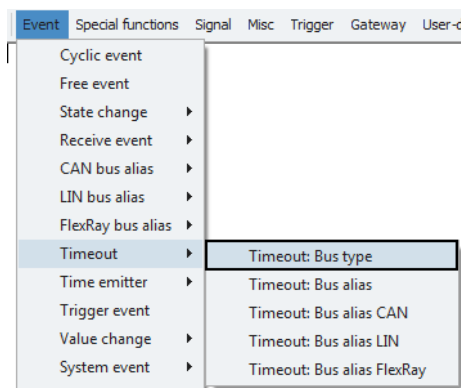 Event Special functions Signal Misc Trigger Gateway
Cyclic event
Free event
State change
Receive event
CAN bus alias
LIN bus alias
FlexRay bus alias
Timeout
Time emitter
Trigger event
Value change
System event
Timeout: Bus type
Timeout: Bus alias
Timeout: Bus alias CAN
Timeout: Bus alias LIN
Timeout: Bus alias FlexRay